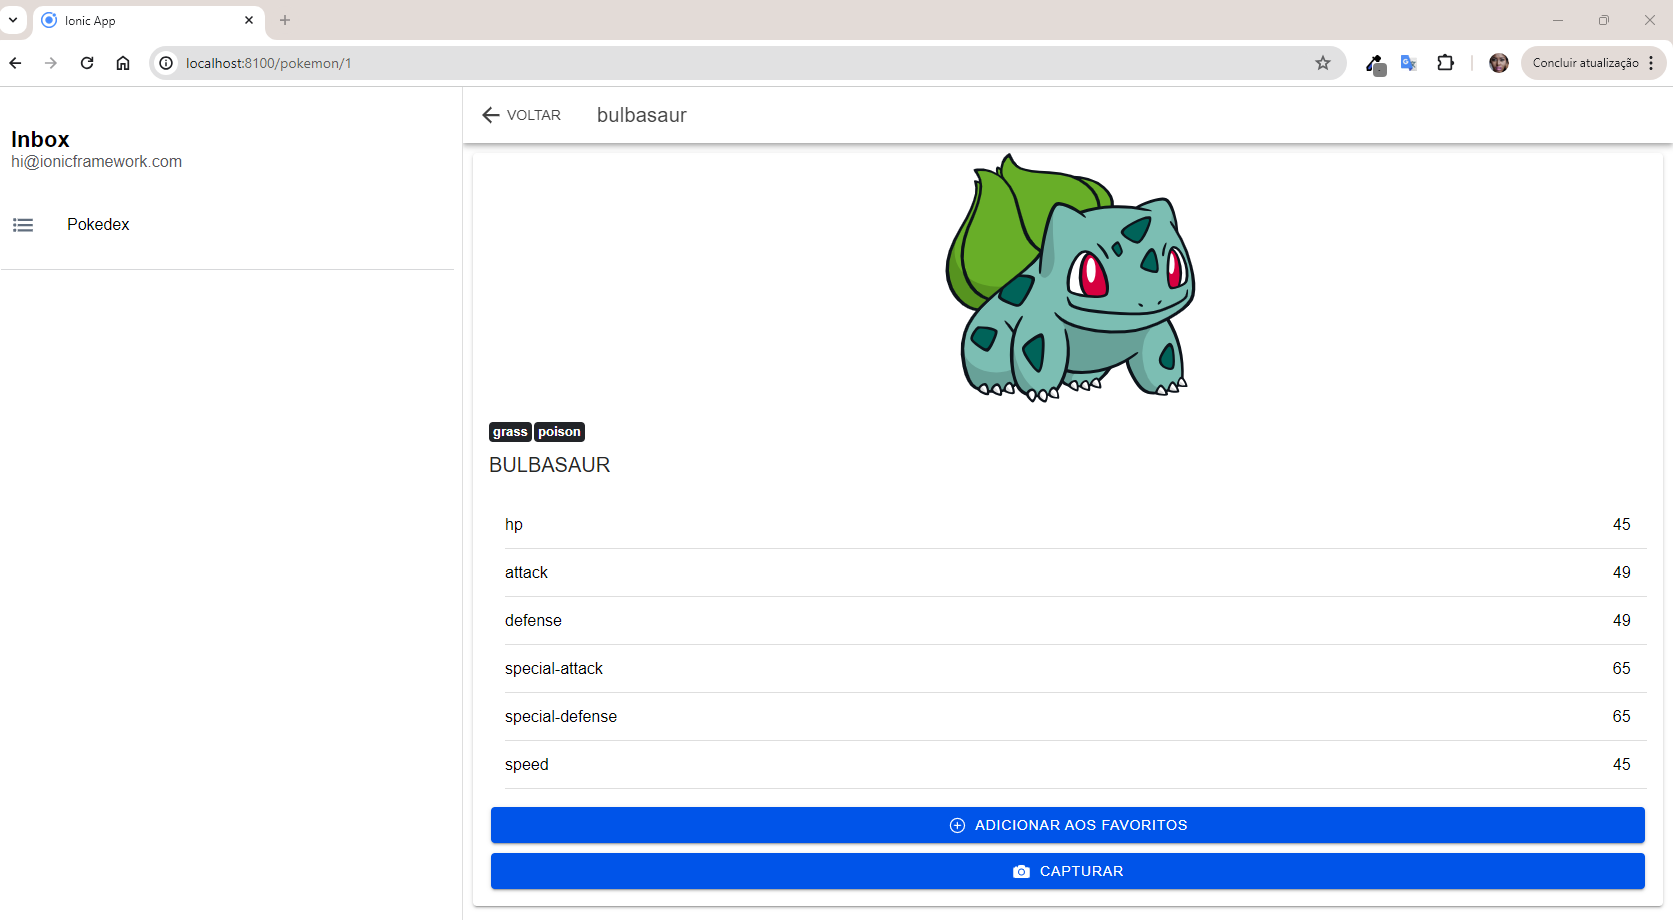 Ionic App
localhost:8100/pokemon/1
Concluir atualização
Inbox
hi@ionicframework.com
Pokedex
VOLTAR
bulbasaur
grass poison
BULBASAUR
hp 45
attack 49
defense 49
special-attack 65
special-defense 65
speed 45
ADICIONAR AOS FAVORITOS
CAPTURAR